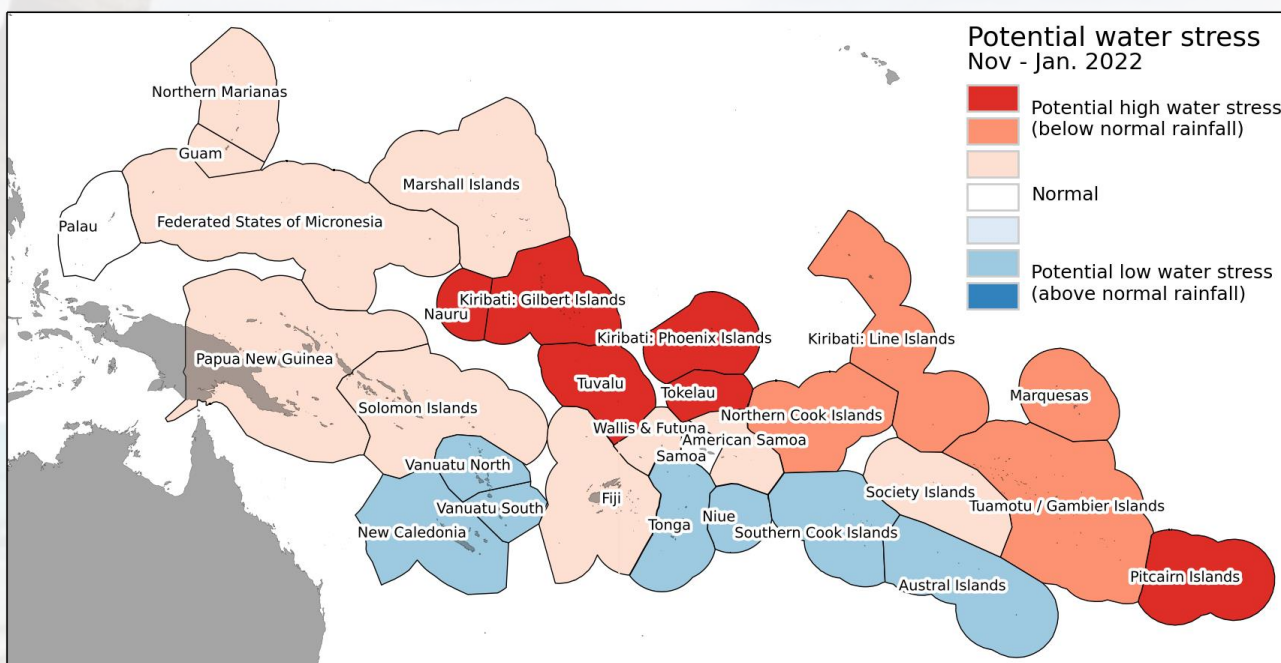 Potential water stress
Nov - Jan. 2022
Potential high water stress
(below normal rainfall)
Normal
Potential low water stress
(above normal rainfall)
Northern Marianas
Guam
Marshall Islands
Palau
Federated States of Micronesia
Kiribati: Gilbert Islands
Nauru
Kiribati: Phoenix Islands
Kiribati: Line Islands
Papua New Guinea
Tuvalu
Tokelau
Marquesas
Solomon Islands
Northern Cook Islands
Wallis & Futuna
American Samoa
Samoa
Vanuatu North
Society Islands
Fiji
Vanuatu South
Tuamotu / Gambier Islands
Niue
Tonga
New Caledonia
Southern Cook Islands
Pitcairn Islands
Austral Islands